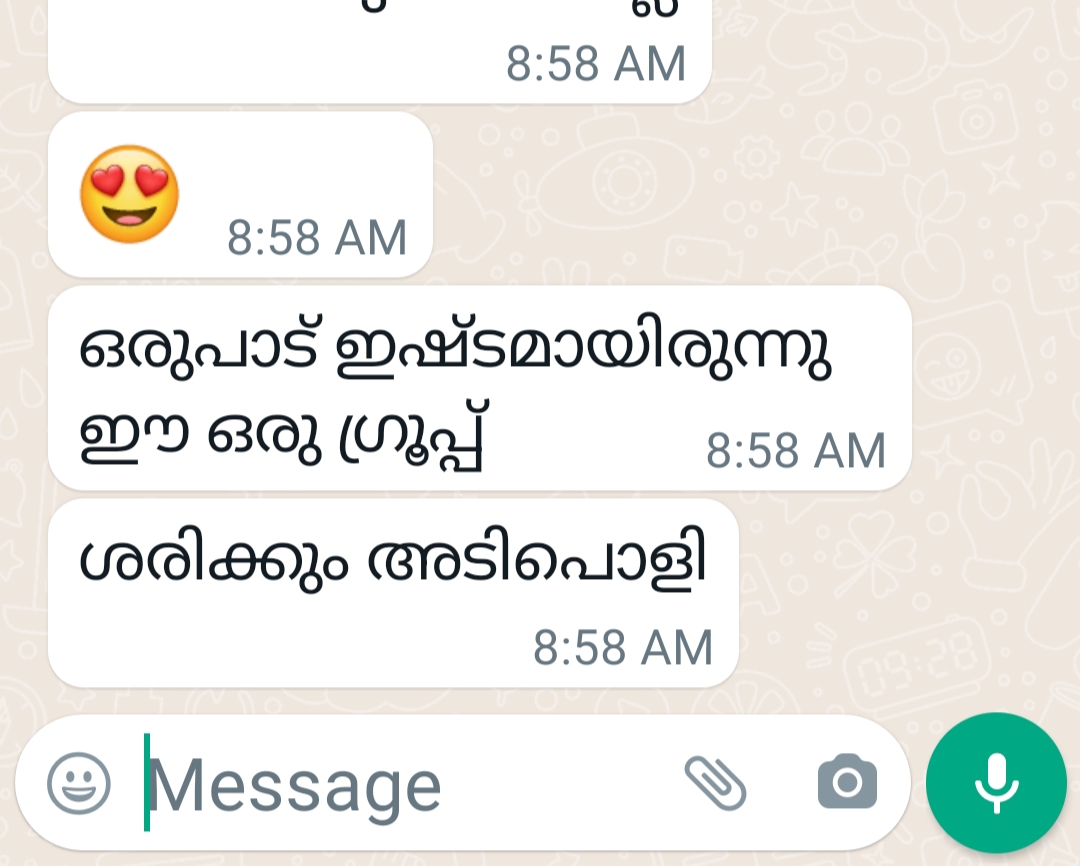 8:58 AM
😍 8:58 AM
ഒരുപാട് ഇഷ്ടമായിരുന്നു
ഈ ഒരു ഗ്രൂപ്പ് 8:58 AM
ശരിക്കും അടിപൊളി
8:58 AM
Message